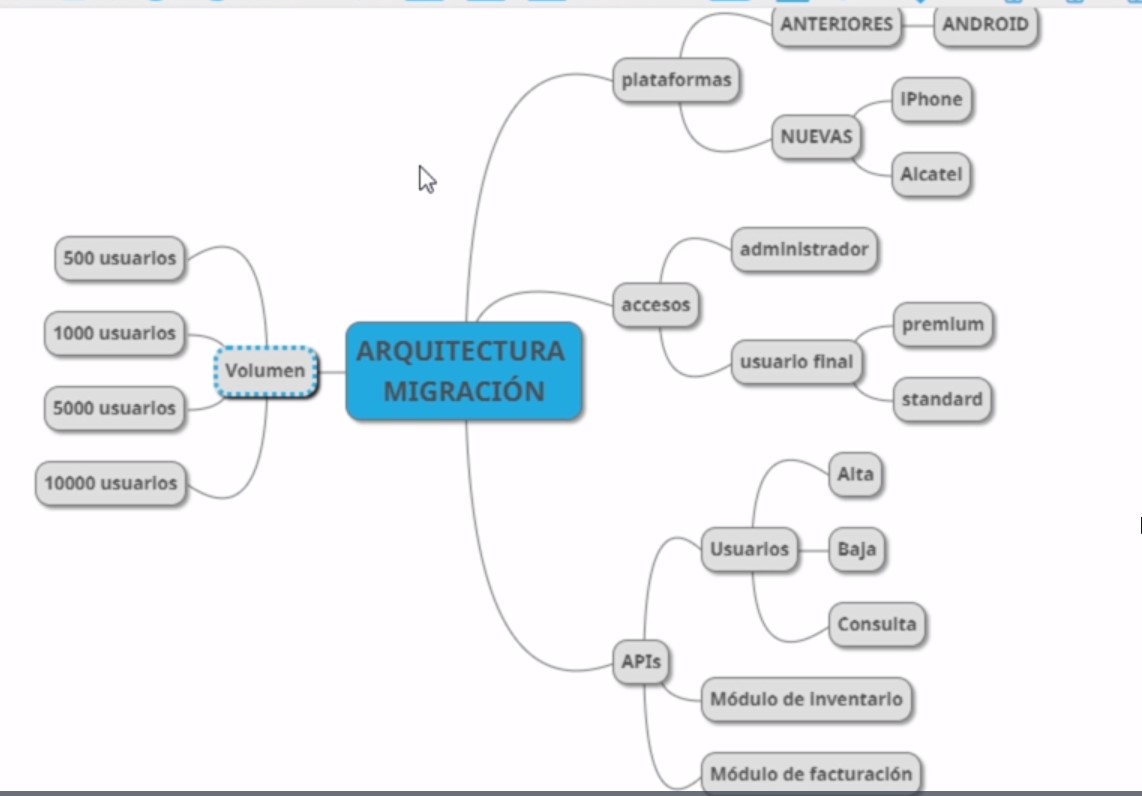 ANTERIORES
ANDROID
plataformas
NUEVAS
iPhone
Alcatel
administrador
accesos
usuario final
premium
standard
ARQUITECTURA
MIGRACIÓN
Volumen
500 usuarios
1000 usuarios
5000 usuarios
10000 usuarios
APIs
Usuarios
Alta
Baja
Consulta
Módulo de inventario
Módulo de facturación